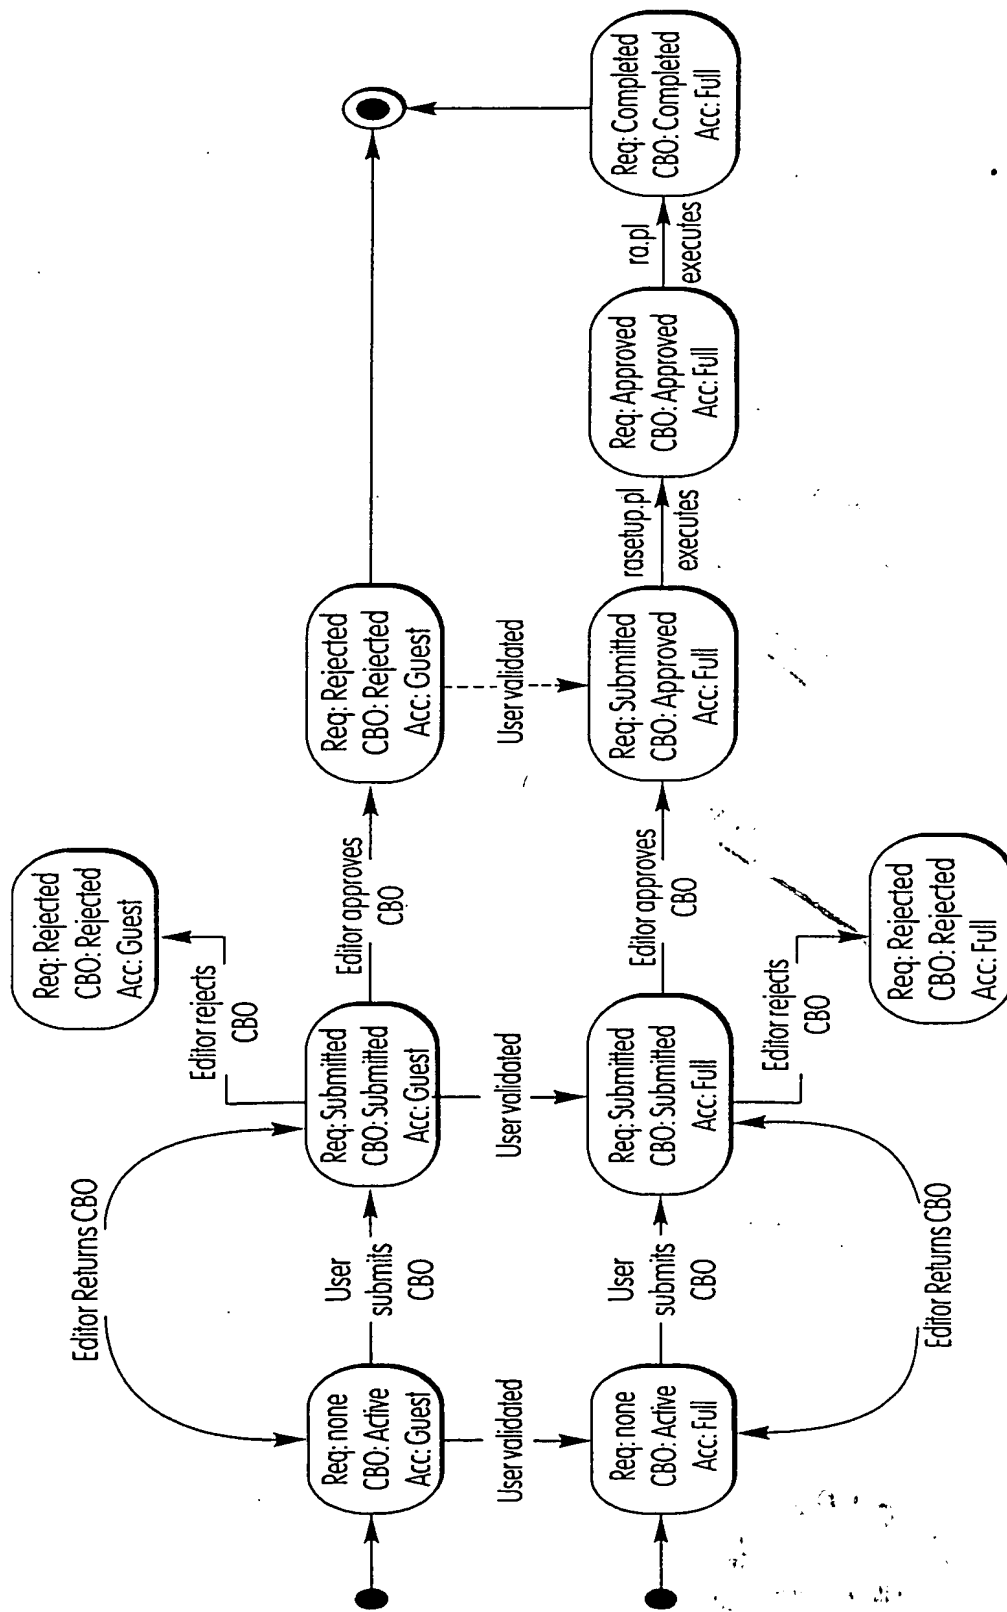 Editor Returns CBO
Editor rejects
CBO
Req: Rejected
CBO: Rejected
Acc: Guest
Req: none
CBO: Active
Acc: Guest
User
submits
CBO
Req: Submitted
CBO: Submitted
Acc: Guest
Editor approves
CBO
Req: Rejected
CBO: Rejected
Acc: Guest
User validated
User validated
User validated
Req: none
CBO: Active
Acc: Full
User
submits
CBO
Req: Submitted
CBO: Submitted
Acc: Full
Editor approves
CBO
Req: Submitted
CBO: Approved
Acc: Full
rasetup.pl
executes
Req: Approved
CBO: Approved
Acc: Full
ra.pl
executes
Req: Completed
CBO: Completed
Acc: Full
Editor Returns CBO
Editor rejects
CBO
Req: Rejected
CBO: Rejected
Acc: Full